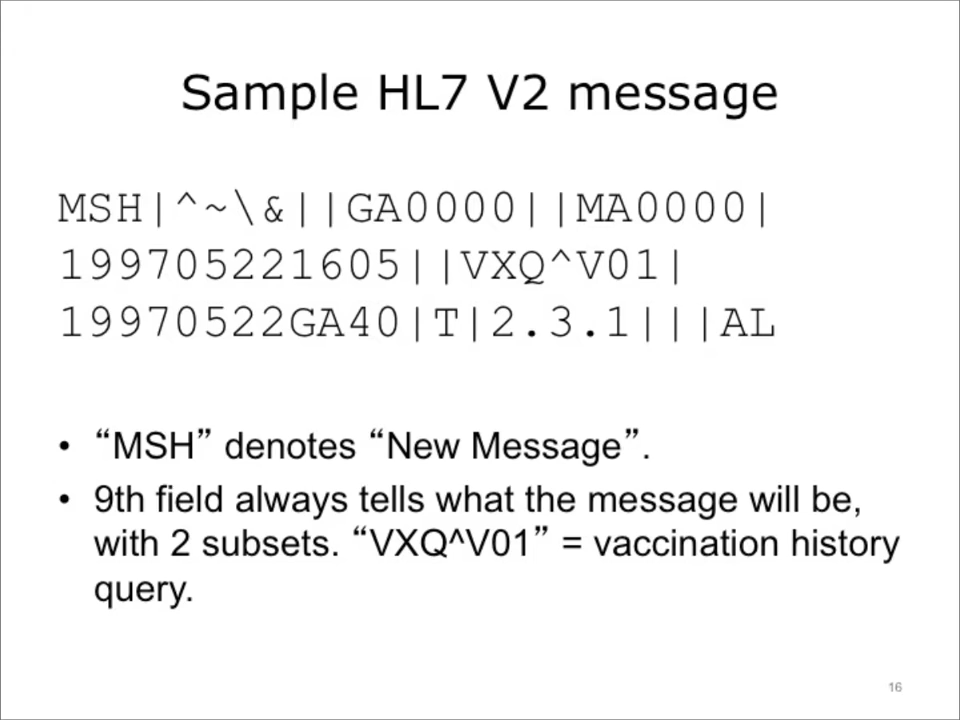 Sample HL7 V2 message
MSH|^~\&||GA0000||MA0000|
199705221605||VXQ^V01|
19970522GA40|T|2.3.1|||AL
• “MSH” denotes “New Message”.
• 9th field always tells what the message will be,
with 2 subsets. “VXQ^V01” = vaccination history
query.
16